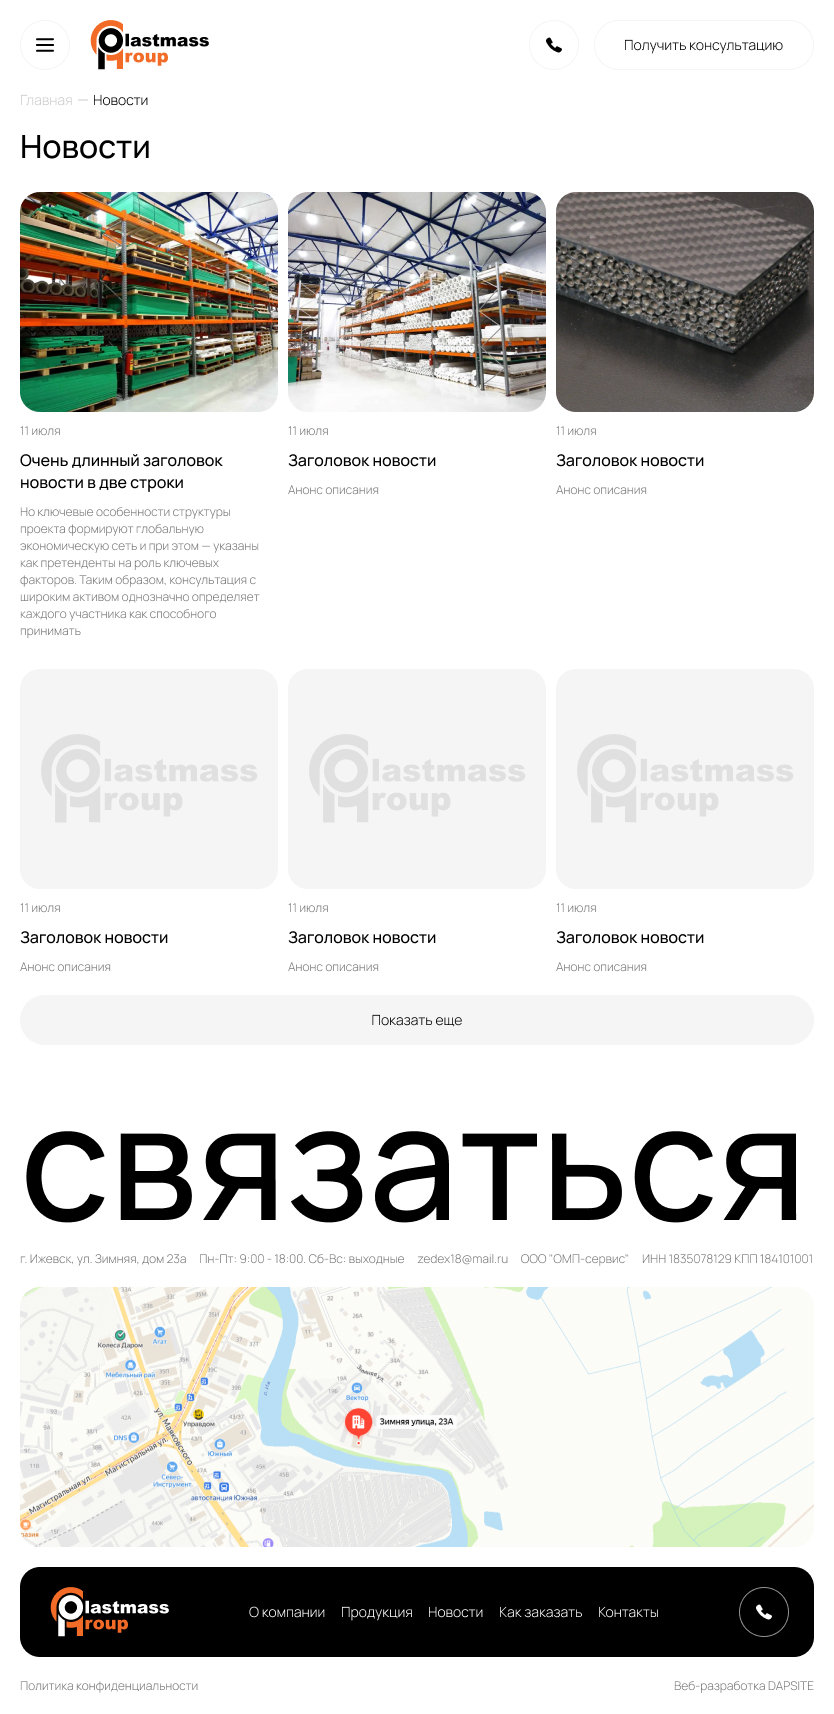 Plastmass
Group
Получить консультацию
Главная — Новости
Новости
11 июля
Очень длинный заголовок
новости в две строки
Но ключевые особенности структуры
проекта формируют глобальную
экономическую сеть и при этом — указаны
как претенденты на роль ключевых
факторов. Таким образом, консультация с
широким активом однозначно определяет
каждого участника как способного
принимать
11 июля
Заголовок новости
Анонс описания
11 июля
Заголовок новости
Анонс описания
Plastmass
Group
11 июля
Заголовок новости
Анонс описания
Plastmass
Group
11 июля
Заголовок новости
Анонс описания
Plastmass
Group
11 июля
Заголовок новости
Анонс описания
Показать еще
связаться
г. Ижевск, ул. Зимняя, дом 23а
Пн-Пт: 9:00 - 18:00. Сб-Вс: выходные
zedex18@mail.ru
ООО "ОМП-сервис"
ИНН 1835078129 КПП 184101001
Колеса Даром
Агат
Мебельный рай
Вектор
Зимняя ул.
Зимняя улица, 23А
Управдом
DNS
Южный
ул. Маяковского
Магистральная ул.
Север-
Инструмент
автостанция Южная
Магистральная ул.
Plastmass
Group
О компании
Продукция
Новости
Как заказать
Контакты
Политика конфиденциальности
Веб-разработка DAPSITE